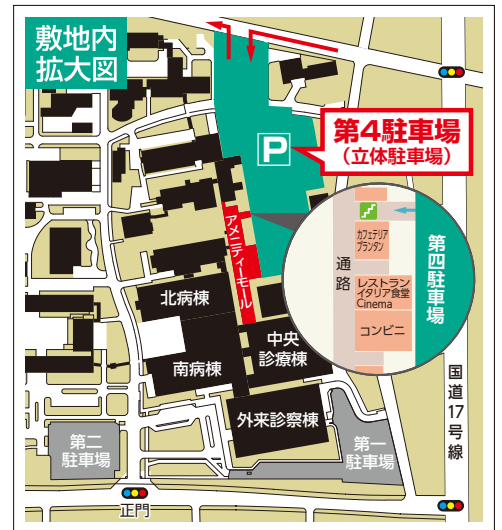 敷地内
拡大図
P
第4駐車場
（立体駐車場）
アメニティーモール
カフェテリア
プランタン
通路
レストラン
イタリア食堂
Cinema
コンビニ
第四駐車場
北病棟
南病棟
中央
診療棟
外来診察棟
国道17号線
第二
駐車場
第一
駐車場
正門